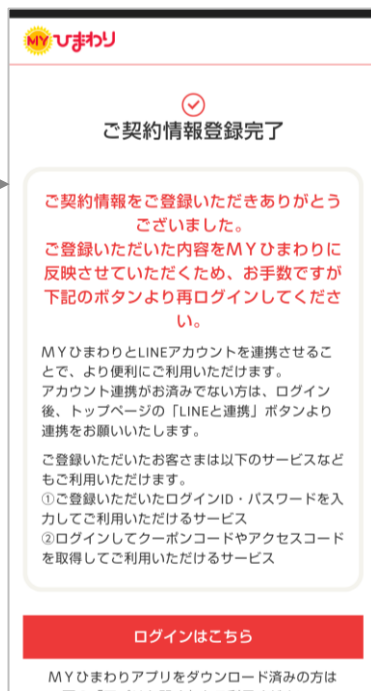 MYひまわり
ご契約情報登録完了
ご契約情報をご登録いただきありがとう
ございました。
ご登録いただいた内容をMYひまわりに
反映させていただくため、お手数ですが
下記のボタンより再ログインしてくださ
い。
MYひまわりとLINEアカウントを連携させるこ
とで、より便利にご利用いただけます。
アカウント連携がお済みでない方は、ログイン
後、トップページの「LINEと連携」ボタンより
連携をお願いいたします。
ご登録いただいたお客さまは以下のサービスなど
もご利用いただけます。
①ご登録いただいたログインID・パスワードを入
力してご利用いただけるサービス
②ログインしてクーポンコードやアクセスコード
を取得してご利用いただけるサービス
ログインはこちら
MYひまわりアプリをダウンロード済みの方は